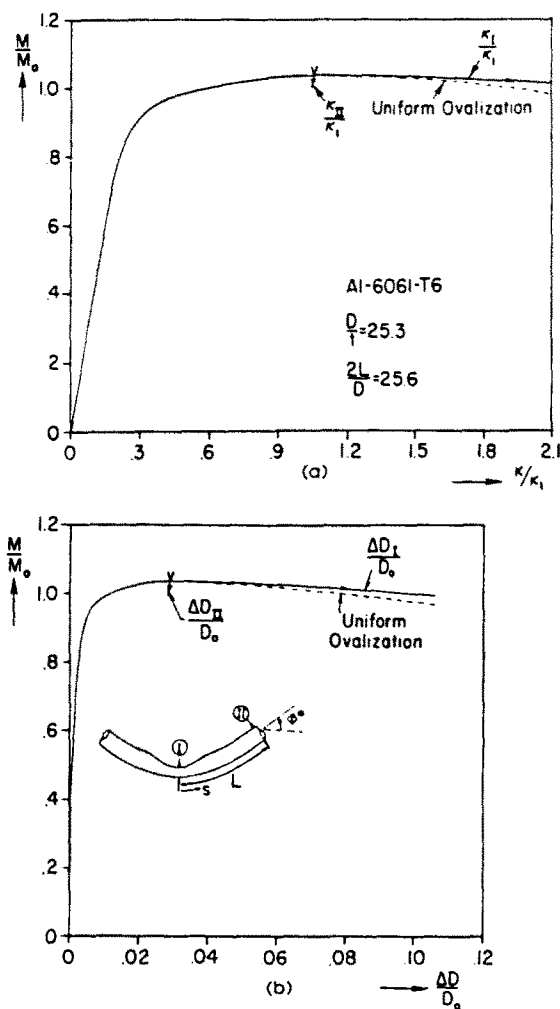 M
M₀
1.2
1.0
.8
.6
.4
.2
0
κ_I
κ₁
κ_II
κ₁
Uniform Ovalization
Al-6061-T6
D/t = 25.3
2L/D = 25.6
0 .3 .6 .9 1.2 1.5 1.8 2.1
(a)
κ/κ₁
M
M₀
1.2
1.0
.8
.6
.4
.2
0
ΔD_I
D₀
ΔD_II
D₀
Uniform
Ovalization
I
II
Φ*
S
L
0 .02 .04 .06 .08 .10 .12
(b)
ΔD
D₀